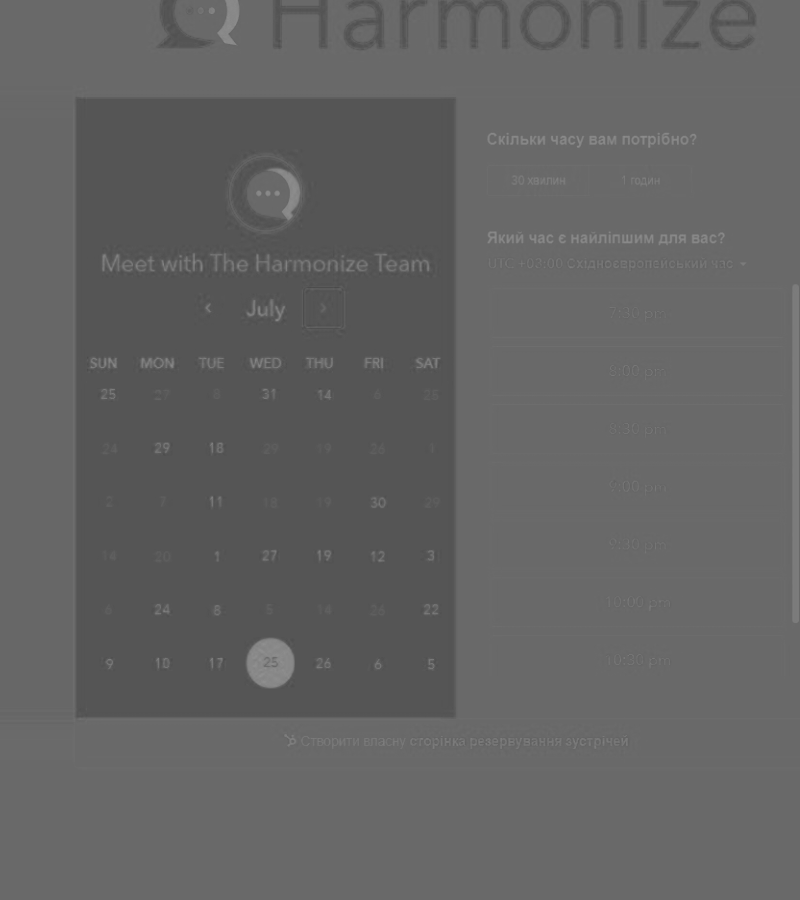 Harmonize
Скільки часу вам потрібно?
30 хвилин 1 годин
Meet with The Harmonize Team
Який час є найліпшим для вас?
UTC +03:00 Східноєвропейський час
July
7:30 pm
SUN MON TUE WED THU FRI SAT
8:00 pm
25 27 8 31 14 6 25
8:30 pm
24 29 18 29 19 26 1
9:00 pm
2 7 11 18 19 30 29
9:30 pm
14 20 1 27 19 12 3
10:00 pm
6 24 8 5 14 26 22
10:30 pm
9 10 17 25 26 6 5
Створити власну сторінка резервування зустрічей